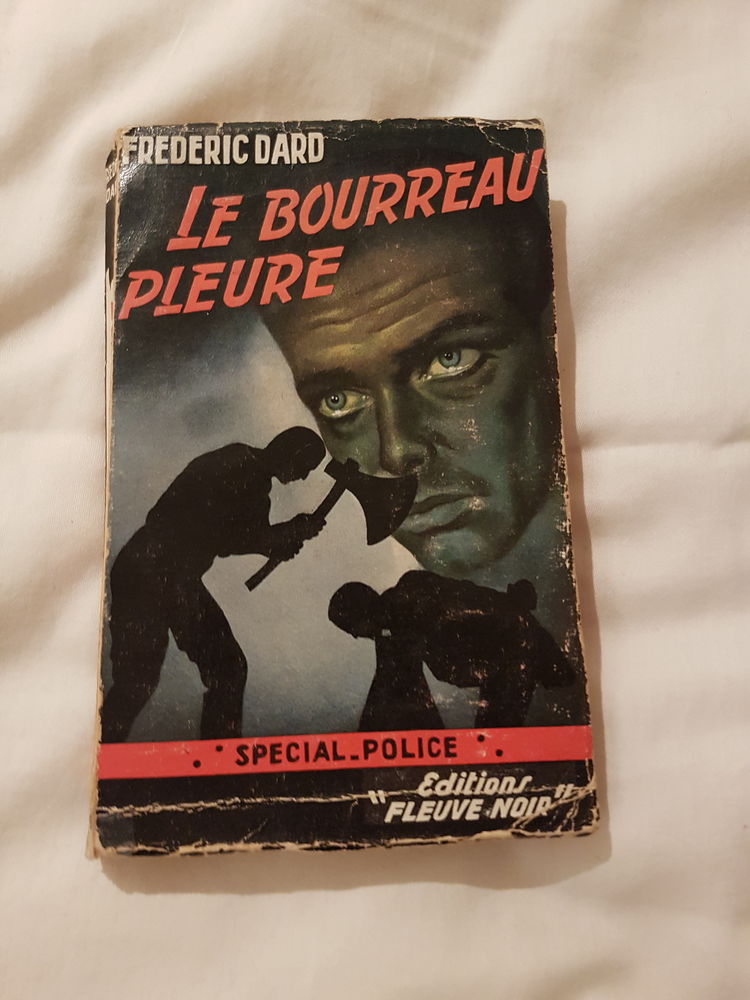 FREDERIC DARD
LE BOURREAU
PLEURE
SPECIAL-POLICE
Editions
"FLEUVE NOIR"